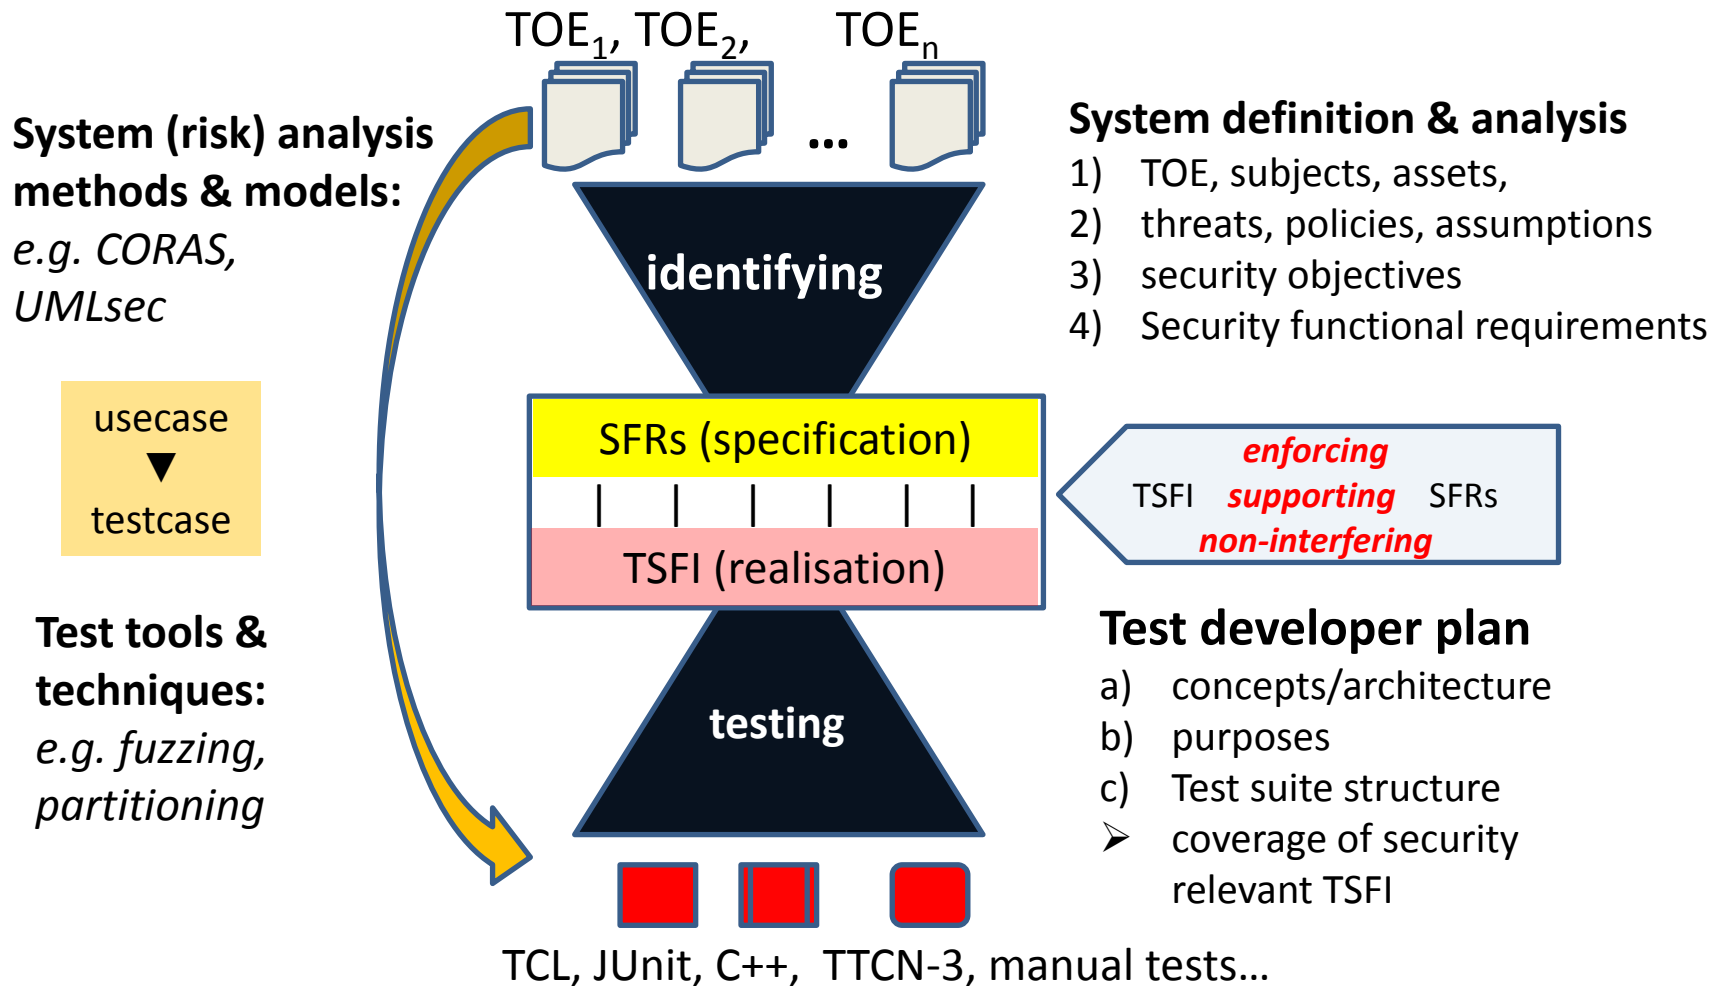 TOE1, TOE2, TOEn
System (risk) analysis
methods & models:
e.g. CORAS,
UMLsec
...
System definition & analysis
1) TOE, subjects, assets,
2) threats, policies, assumptions
3) security objectives
4) Security functional requirements
identifying
usecase
▼
testcase
SFRs (specification)
| | | | | |
TSFI (realisation)
enforcing
TSFI supporting SFRs
non-interfering
Test tools &
techniques:
e.g. fuzzing,
partitioning
testing
Test developer plan
a) concepts/architecture
b) purposes
c) Test suite structure
➢ coverage of security
relevant TSFI
TCL, JUnit, C++, TTCN-3, manual tests…